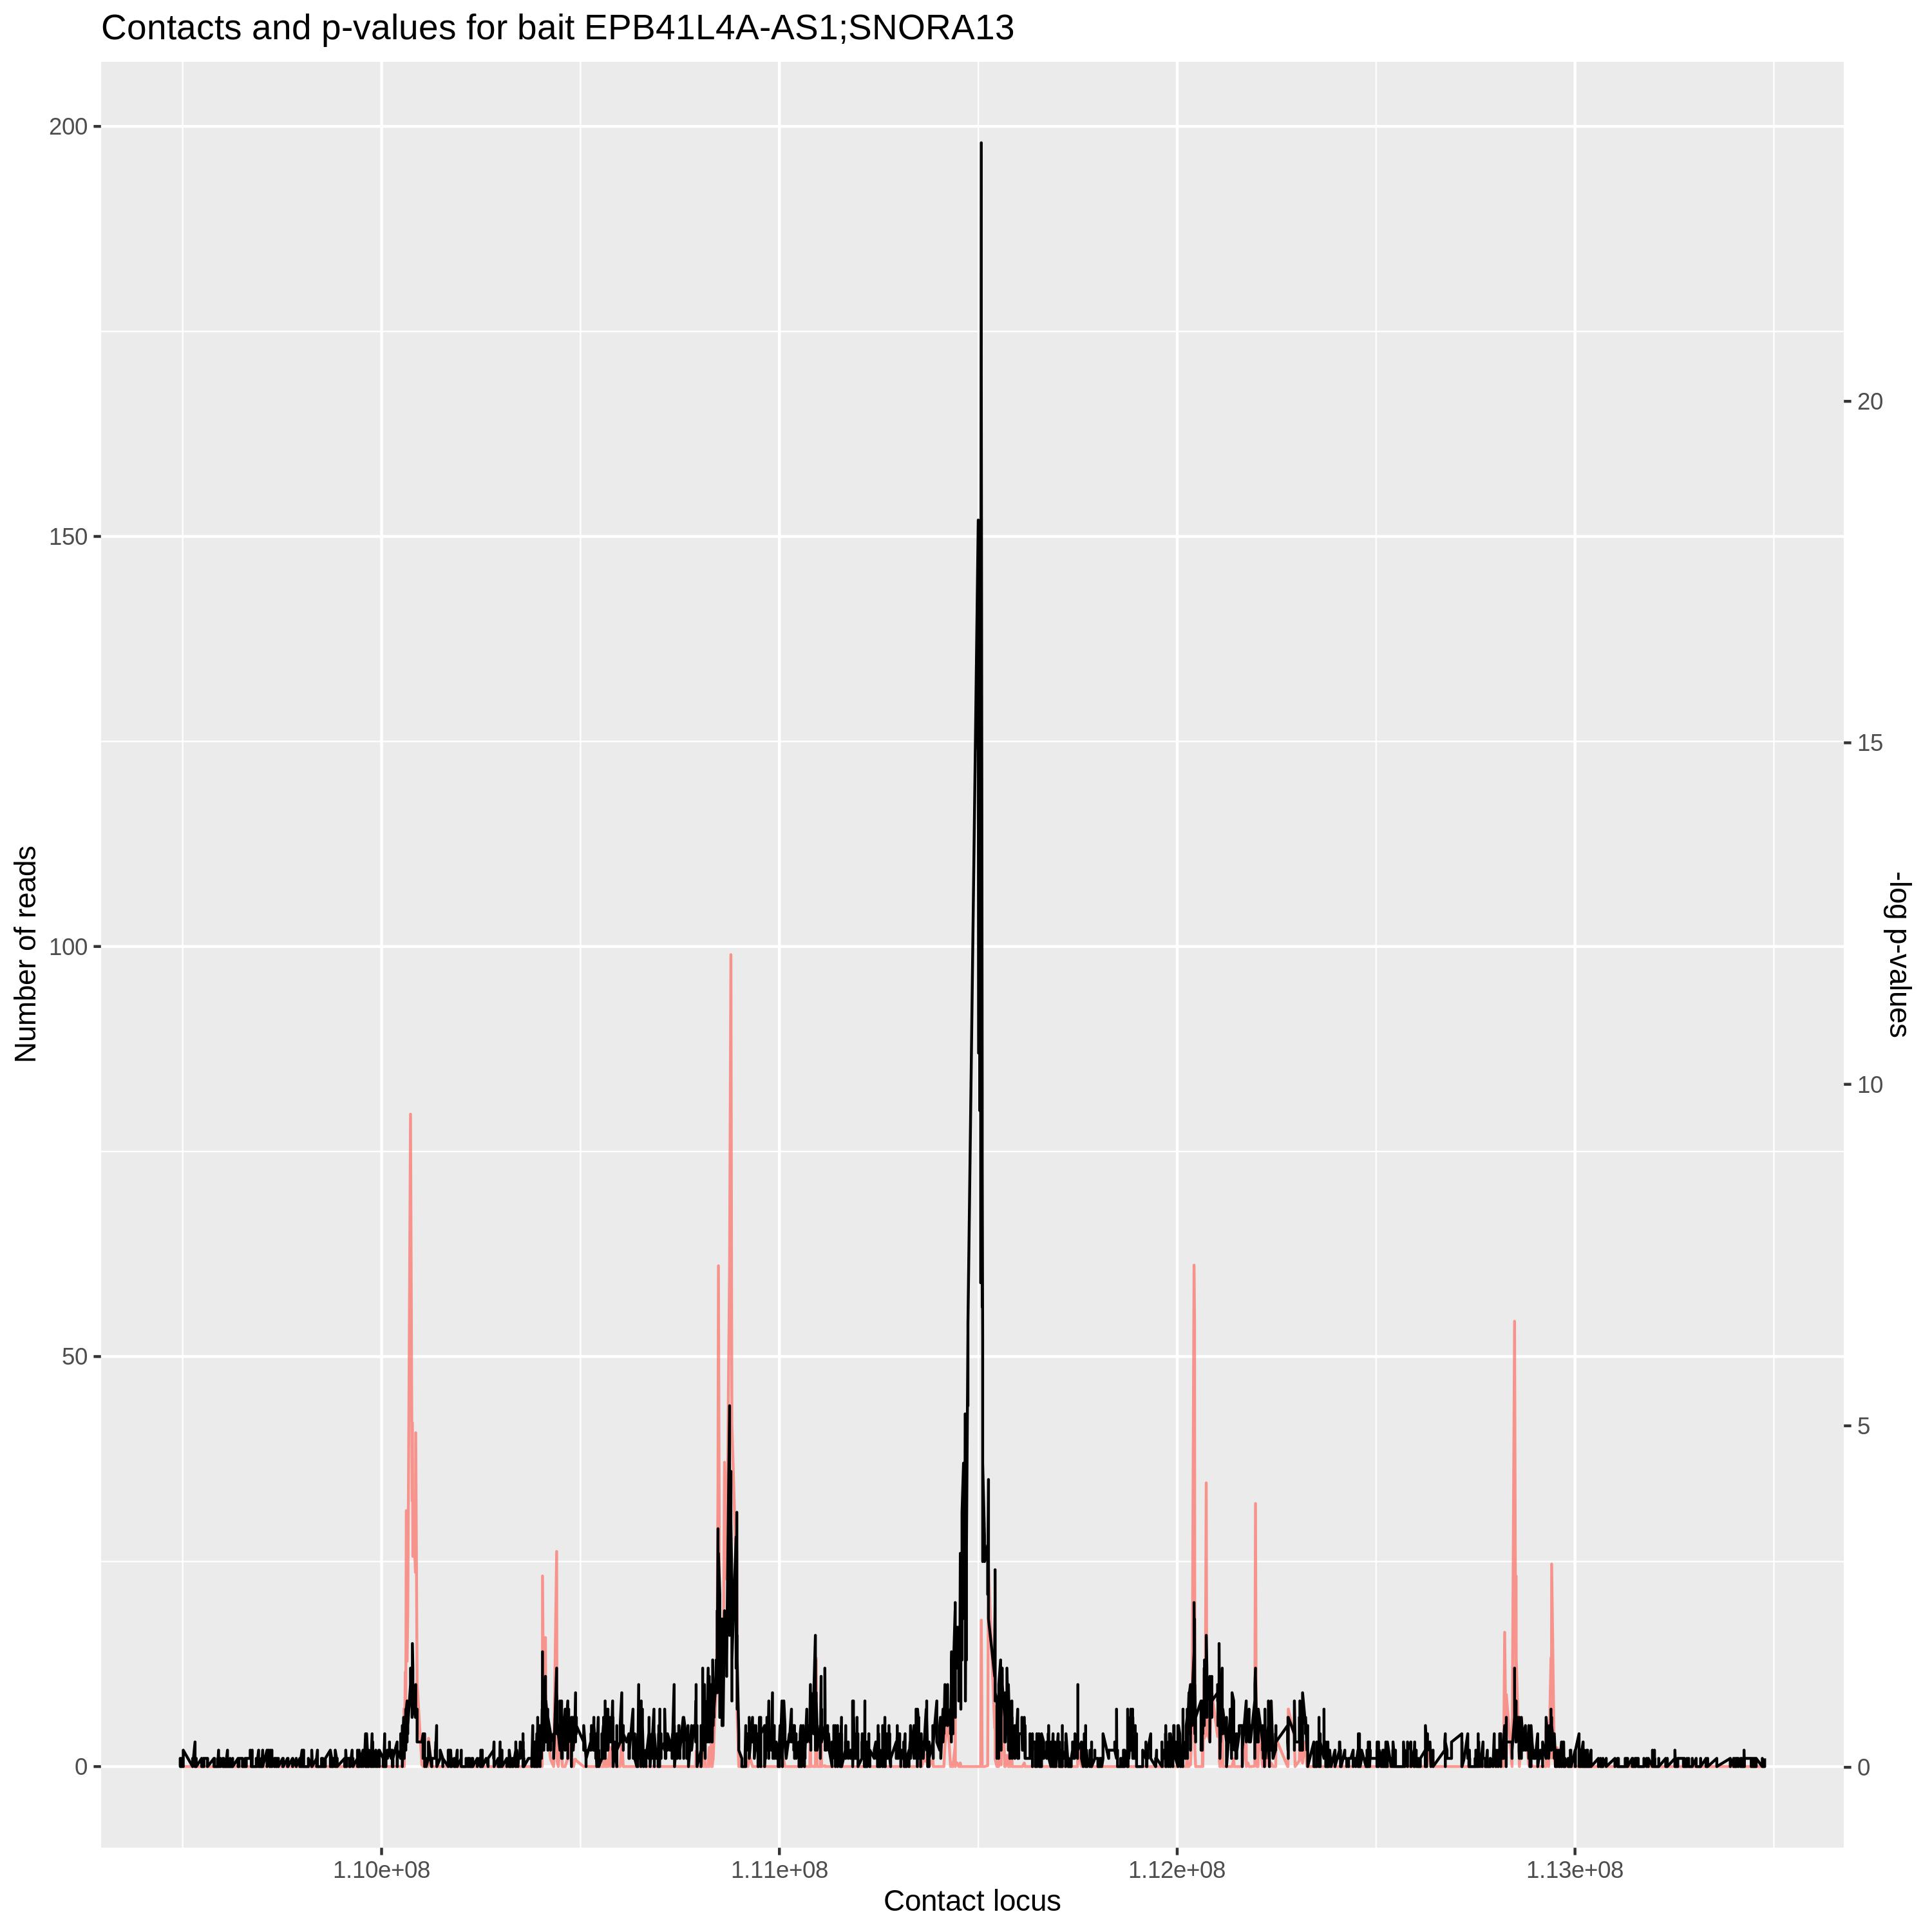 Contacts and p-values for bait EPB41L4A-AS1;SNORA13
200
150
100
50
0
Number of reads
20
15
10
5
0
-log p-values
1.10e+08
1.11e+08
1.12e+08
1.13e+08
Contact locus